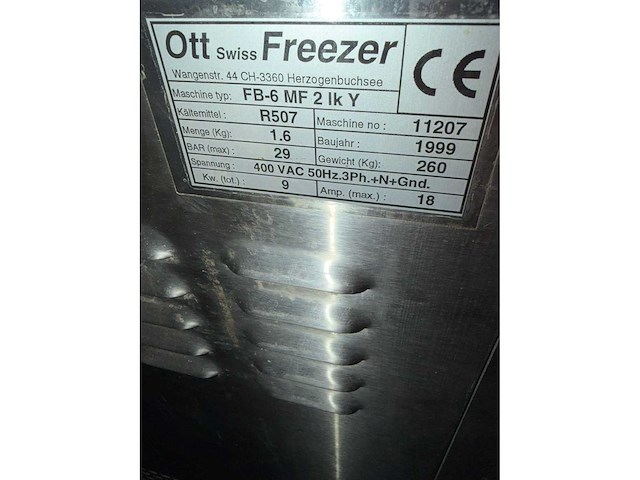 Ott Swiss Freezer
Wangenstr. 44 CH-3360 Herzogenbuchsee
CE
Maschine typ: FB-6 MF 2 Ik Y
Kältemittel : R507 Maschine no : 11207
Menge (Kg): 1.6 Baujahr : 1999
BAR (max) : 29 Gewicht (Kg): 260
Spannung : 400 VAC 50Hz.3Ph.+N+Gnd.
Kw. (tot.) : 9 Amp. (max.) : 18